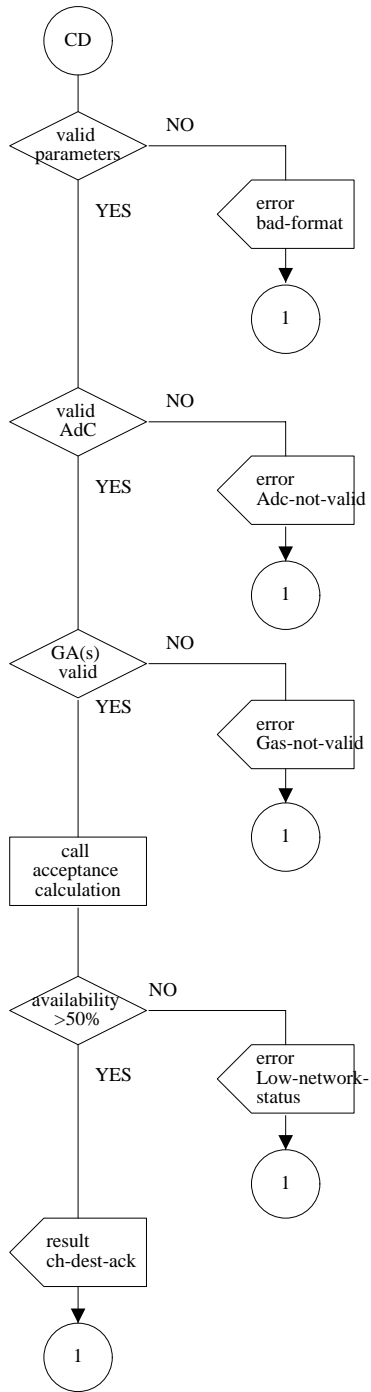 CD
valid
parameters
NO
YES
error
bad-format
1
valid
AdC
NO
YES
error
Adc-not-valid
1
GA(s)
valid
NO
YES
error
Gas-not-valid
1
call
acceptance
calculation
availability
>50%
NO
YES
error
Low-network-
status
1
result
ch-dest-ack
1